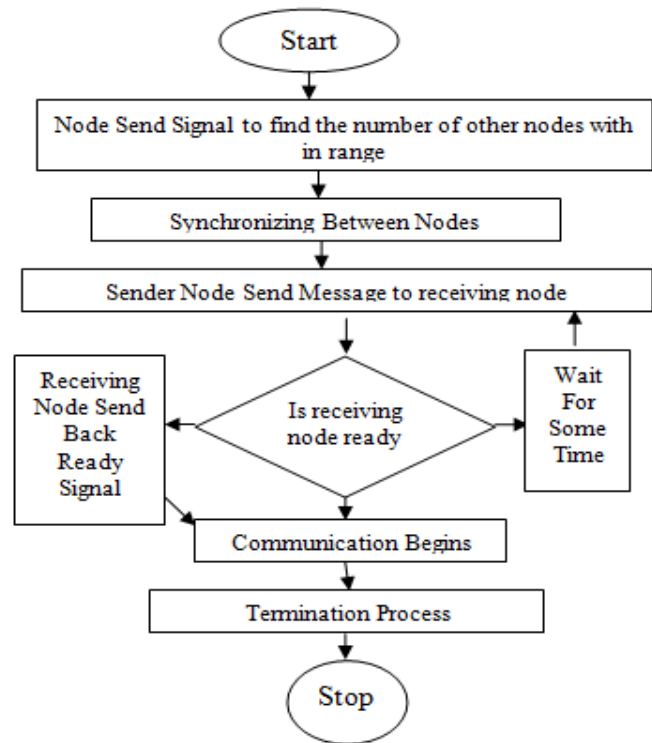 Start
Node Send Signal to find the number of other nodes with
in range
Synchronizing Between Nodes
Sender Node Send Message to receiving node
Receiving
Node Send
Back
Ready
Signal
Is receiving
node ready
Wait
For
Some
Time
Communication Begins
Termination Process
Stop